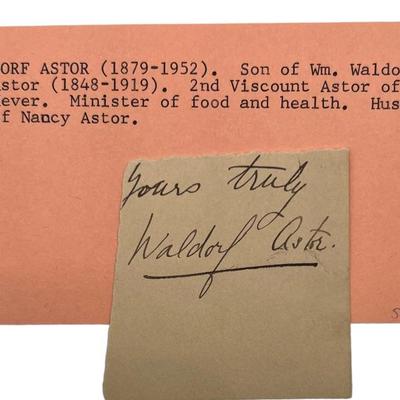 ORF ASTOR (1879-1952). Son of Wm. Waldo
stor (1848-1919). 2nd Viscount Astor of
ever. Minister of food and health. Hus
f Nancy Astor.
Yours truly
Waldorf Astor.